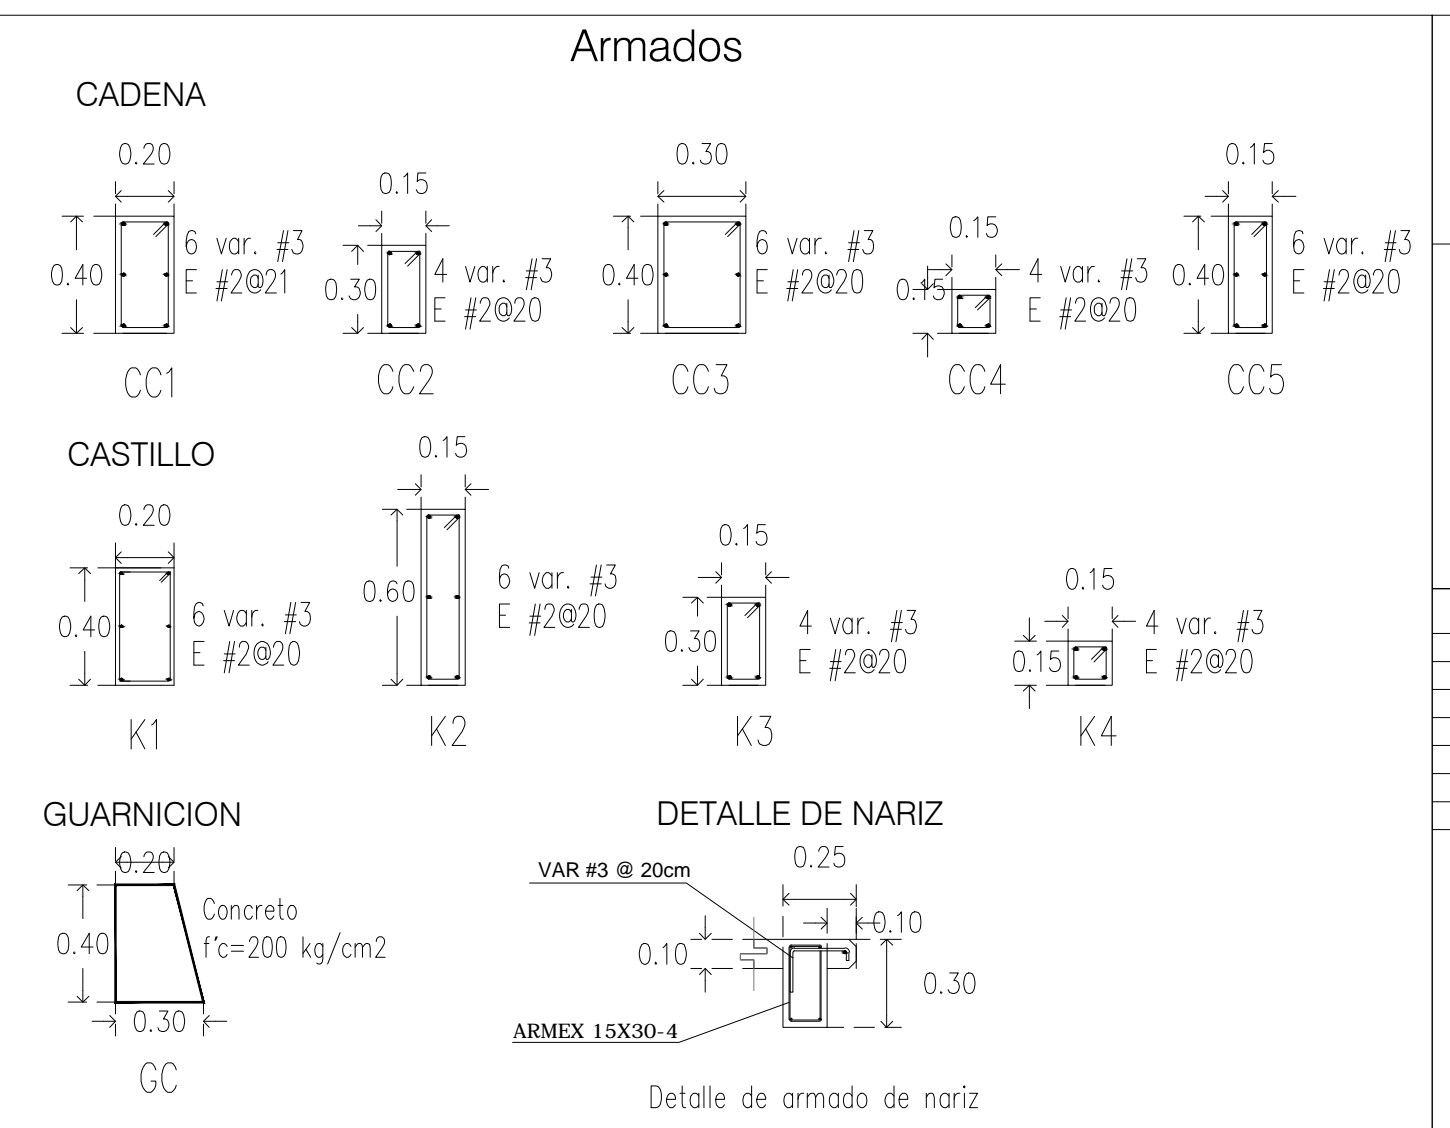 Armados
CADENA
0.20
0.40
6 var. #3
E #2@21
CC1
0.15
0.30
4 var. #3
E #2@20
CC2
0.30
0.40
6 var. #3
E #2@20
CC3
0.15
0.15
4 var. #3
E #2@20
CC4
0.15
0.40
6 var. #3
E #2@20
CC5
CASTILLO
0.20
0.40
6 var. #3
E #2@20
K1
0.15
0.60
6 var. #3
E #2@20
K2
0.15
0.30
4 var. #3
E #2@20
K3
0.15
0.15
4 var. #3
E #2@20
K4
GUARNICION
0.20
0.40
Concreto
f'c=200 kg/cm2
0.30
GC
DETALLE DE NARIZ
VAR #3 @ 20cm
0.25
0.10
0.10
0.30
ARMEX 15X30-4
Detalle de armado de nariz